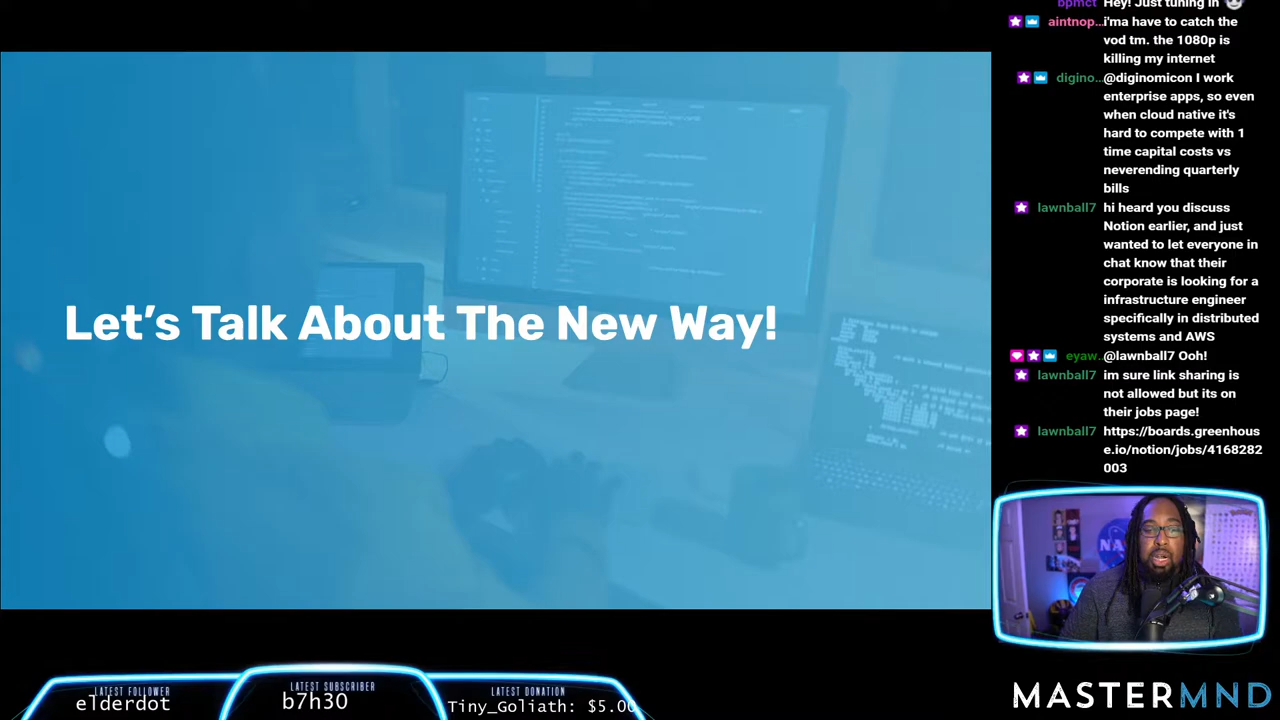 Let's Talk About The New Way!
bpmct Hey! Just tuning in
aintnop... i'ma have to catch the
vod tm. the 1080p is
killing my internet
digino... @diginomicon I work
enterprise apps, so even
when cloud native it's
hard to compete with 1
time capital costs vs
neverending quarterly
bills
lawnball7 hi heard you discuss
Notion earlier, and just
wanted to let everyone in
chat know that their
corporate is looking for a
infrastructure engineer
specifically in distributed
systems and AWS
eyaw... @lawnball7 Ooh!
lawnball7 im sure link sharing is
not allowed but its on
their jobs page!
lawnball7 https://boards.greenhous
e.io/notion/jobs/4168282
003
NASA
LATEST FOLLOWER
elderdot
LATEST SUBSCRIBER
b7h30
LATEST DONATION
Tiny_Goliath: $5.00
MASTERMND